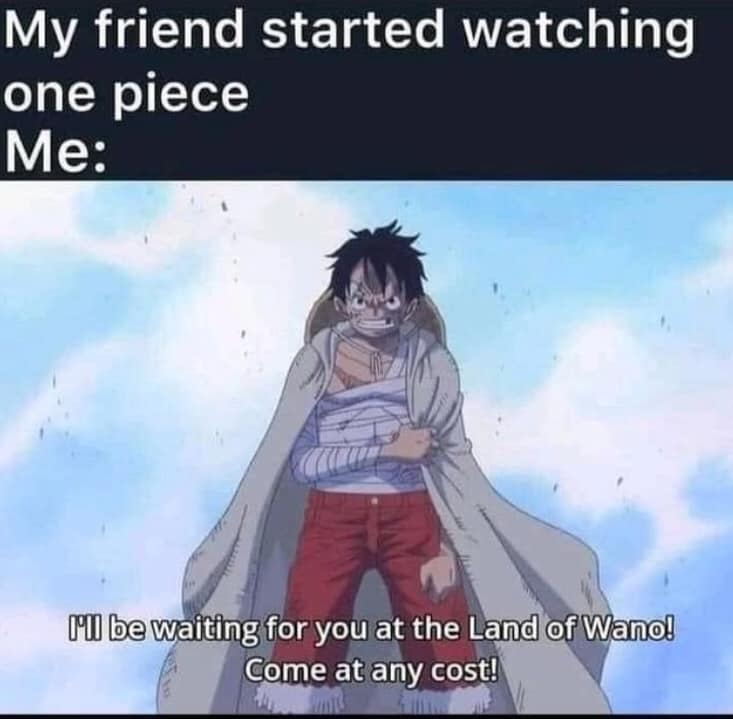 My friend started watching
one piece
Me:
I'll be waiting for you at the Land of Wano!
Come at any cost!